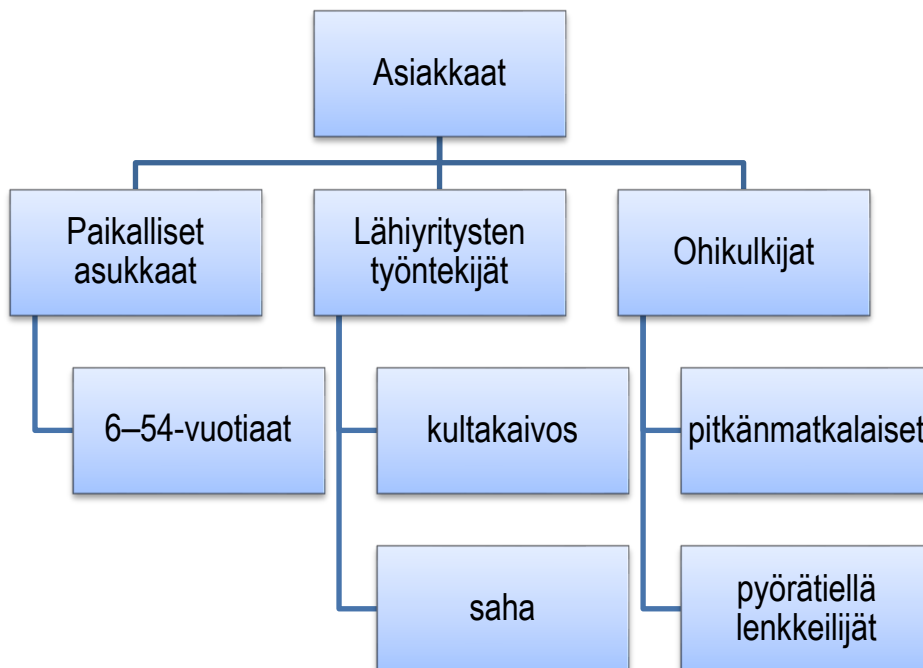 Asiakkaat
Paikalliset
asukkaat
Lähiyritysten
työntekijät
Ohikulkijat
6–54-vuotiaat
kultakaivos
pitkänmatkalaiset
saha
pyörätiellä
lenkkeilijät